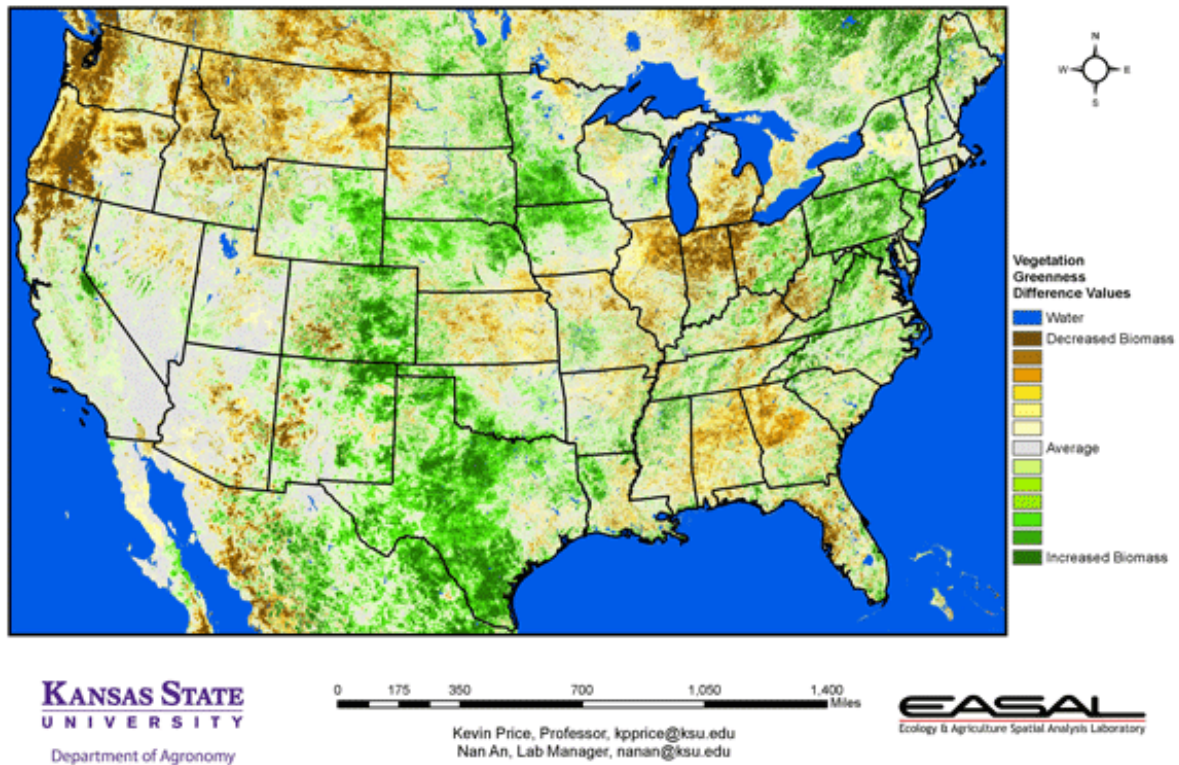 N
W E
S
Vegetation
Greenness
Difference Values
Water
Decreased Biomass
Average
Increased Biomass
KANSAS STATE
UNIVERSITY
Department of Agronomy
0 175 350 700 1,050 1,400
Miles
Kevin Price, Professor, kpprice@ksu.edu
Nan An, Lab Manager, nanan@ksu.edu
EASAL
Ecology & Agriculture Spatial Analysis Laboratory